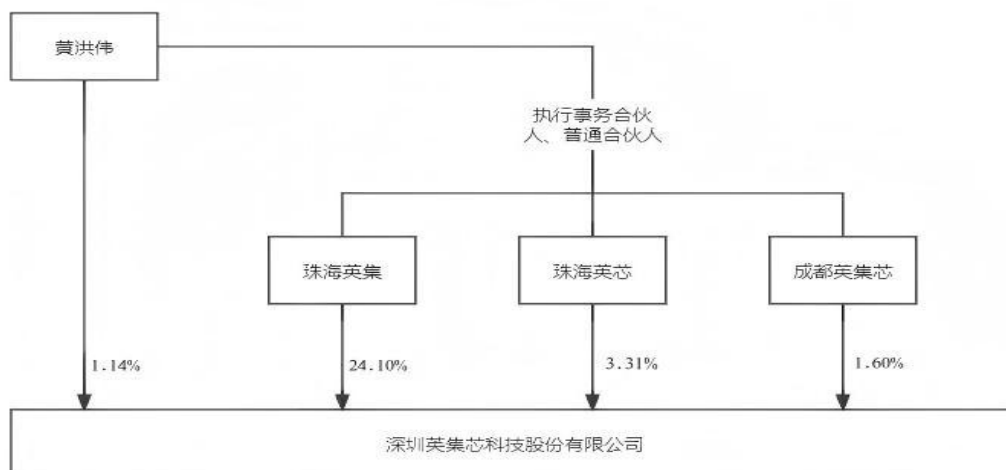 黄洪伟
执行事务合伙
人、普通合伙人
珠海英集
珠海英芯
成都英集芯
1.14%
24.10%
3.31%
1.60%
深圳英集芯科技股份有限公司